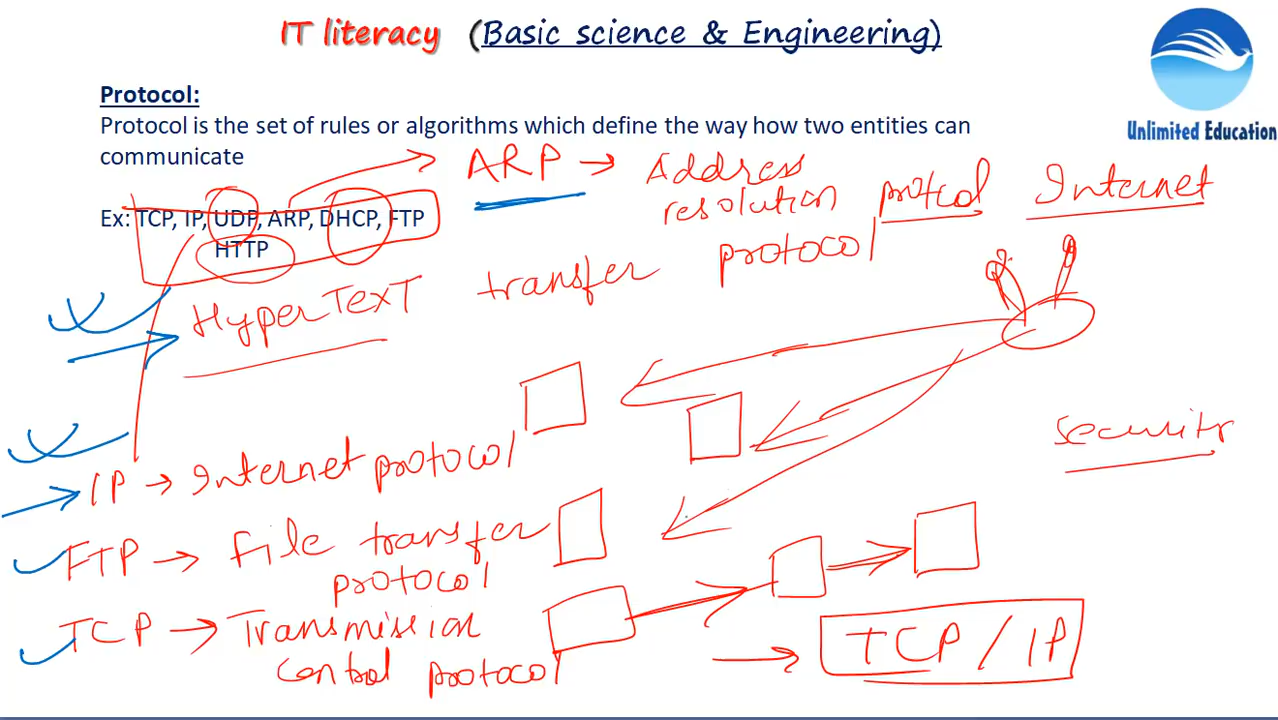 IT literacy (Basic science & Engineering)
Unlimited Education
Protocol:
Protocol is the set of rules or algorithms which define the way how two entities can
communicate
Ex: TCP, IP, UDP, ARP, DHCP, FTP
HTTP
ARP → Address
resolution
protocol
Internet
HyperText transfer protocol
security
IP → Internet protocol
FTP → File transfer
protocol
TCP → Transmission
control protocol
TCP / IP